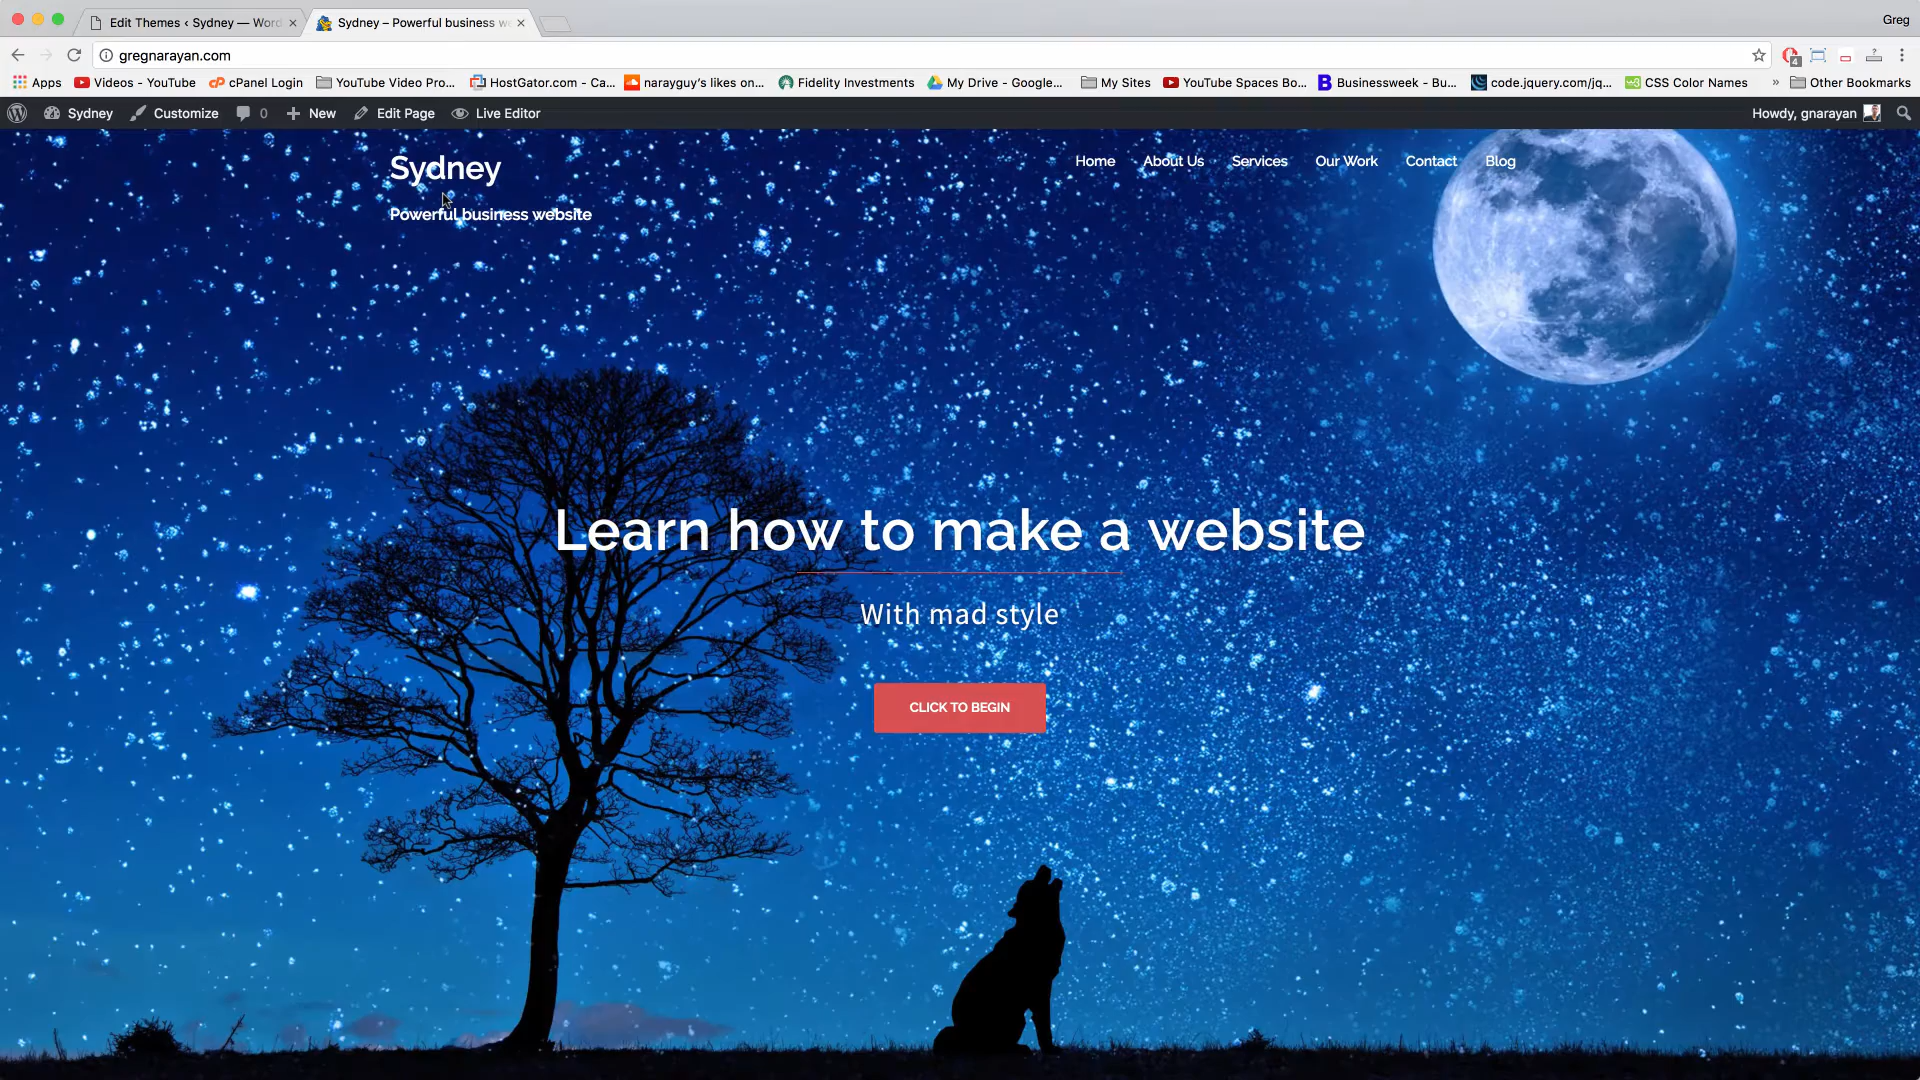 Greg
Edit Themes ‹ Sydney — Word
Sydney – Powerful business we
gregnarayan.com
4
Apps Videos - YouTube cPanel Login YouTube Video Pro... HostGator.com - Ca... narayguy's likes on... Fidelity Investments My Drive - Google... My Sites YouTube Spaces Bo... Businessweek - Bu... code.jquery.com/jq... CSS Color Names » Other Bookmarks
Sydney Customize 0 New Edit Page Live Editor Howdy, gnarayan
Sydney
Home About Us Services Our Work Contact Blog
Powerful business website
Learn how to make a website
With mad style
CLICK TO BEGIN